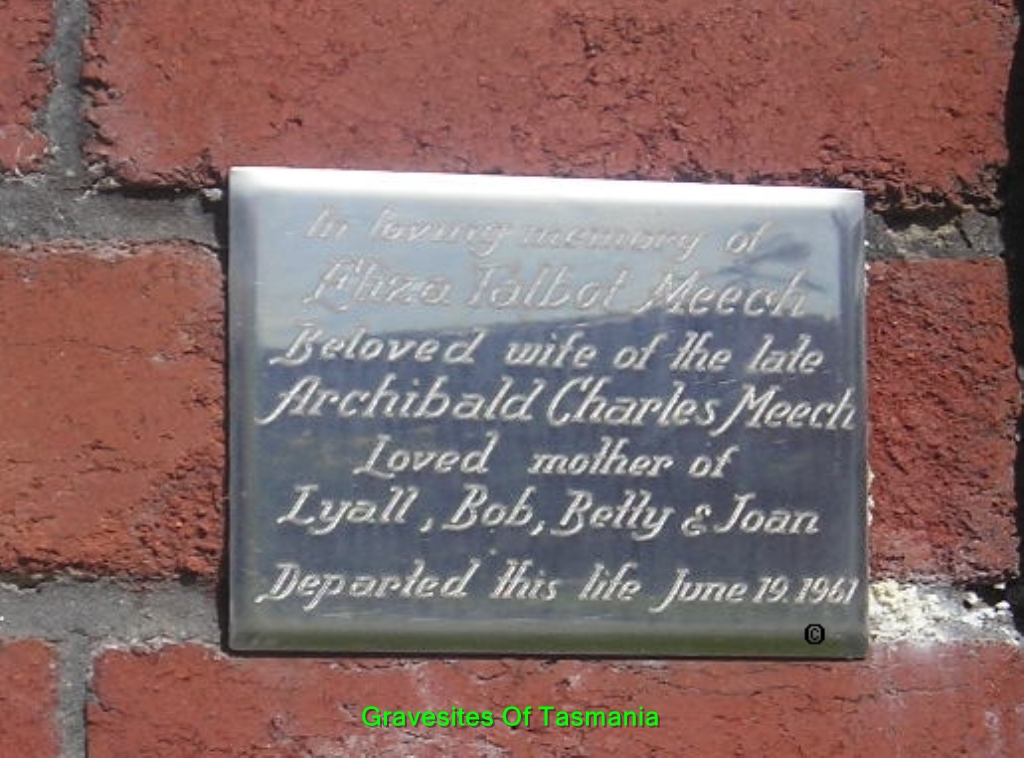 In loving memory of
Eliza Talbot Meech
Beloved wife of the late
Archibald Charles Meech
Loved mother of
Lyall, Bob, Betty & Joan
Departed this life June 19. 1961
©
Gravesites Of Tasmania